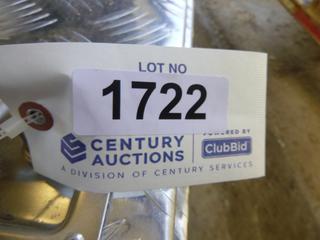 LOT NO
1722
CENTURY AUCTIONS
POWERED BY
ClubBid
A DIVISION OF CENTURY SERVICES